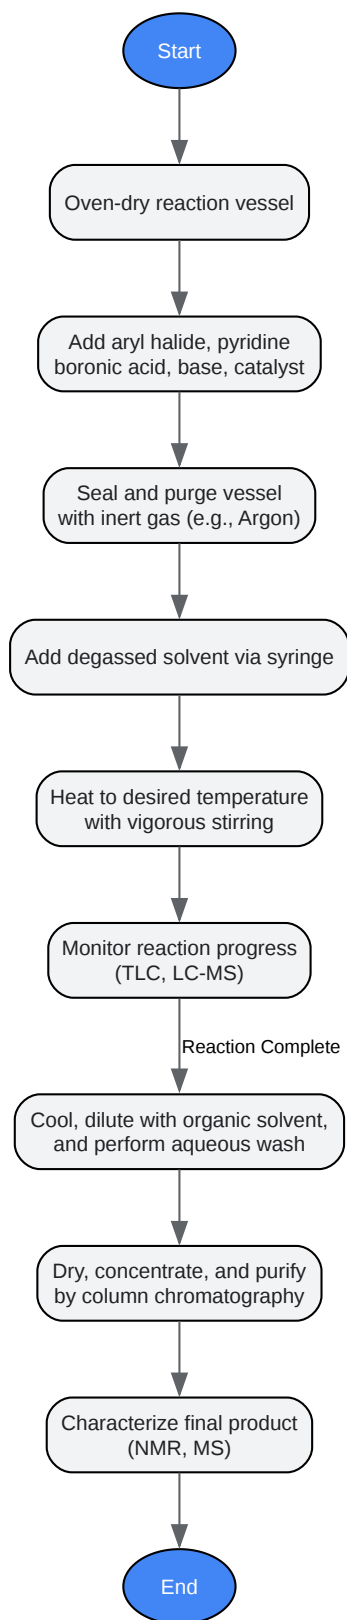 Start
Oven-dry reaction vessel
Add aryl halide, pyridine
boronic acid, base, catalyst
Seal and purge vessel
with inert gas (e.g., Argon)
Add degassed solvent via syringe
Heat to desired temperature
with vigorous stirring
Monitor reaction progress
(TLC, LC-MS)
Reaction Complete
Cool, dilute with organic solvent,
and perform aqueous wash
Dry, concentrate, and purify
by column chromatography
Characterize final product
(NMR, MS)
End